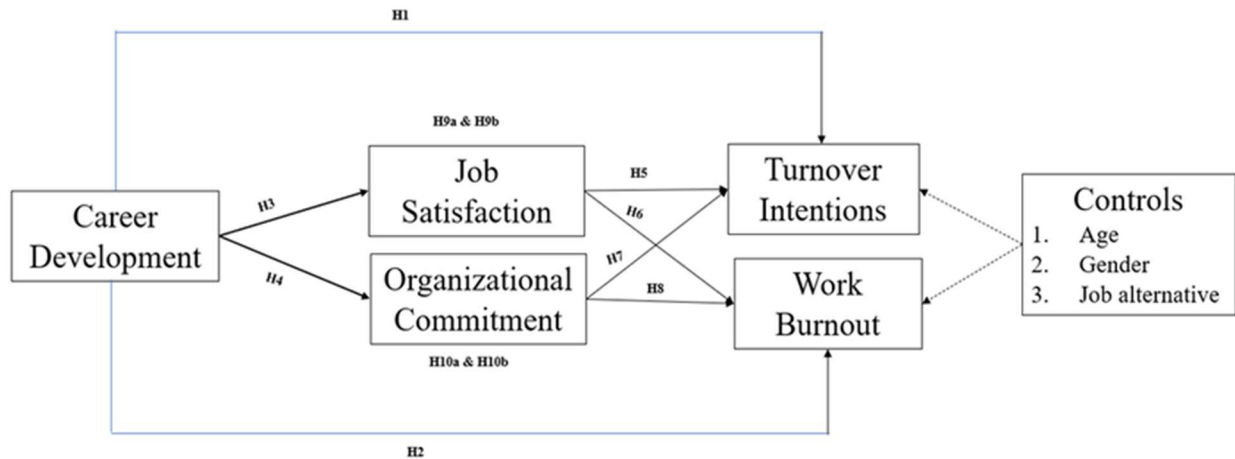 H1
H9a & H9b
Job
Satisfaction
H5
Turnover
Intentions
Career
Development
H3
H4
H6
H7
Organizational
Commitment
H8
Work
Burnout
H10a & H10b
H2
Controls
1. Age
2. Gender
3. Job alternative